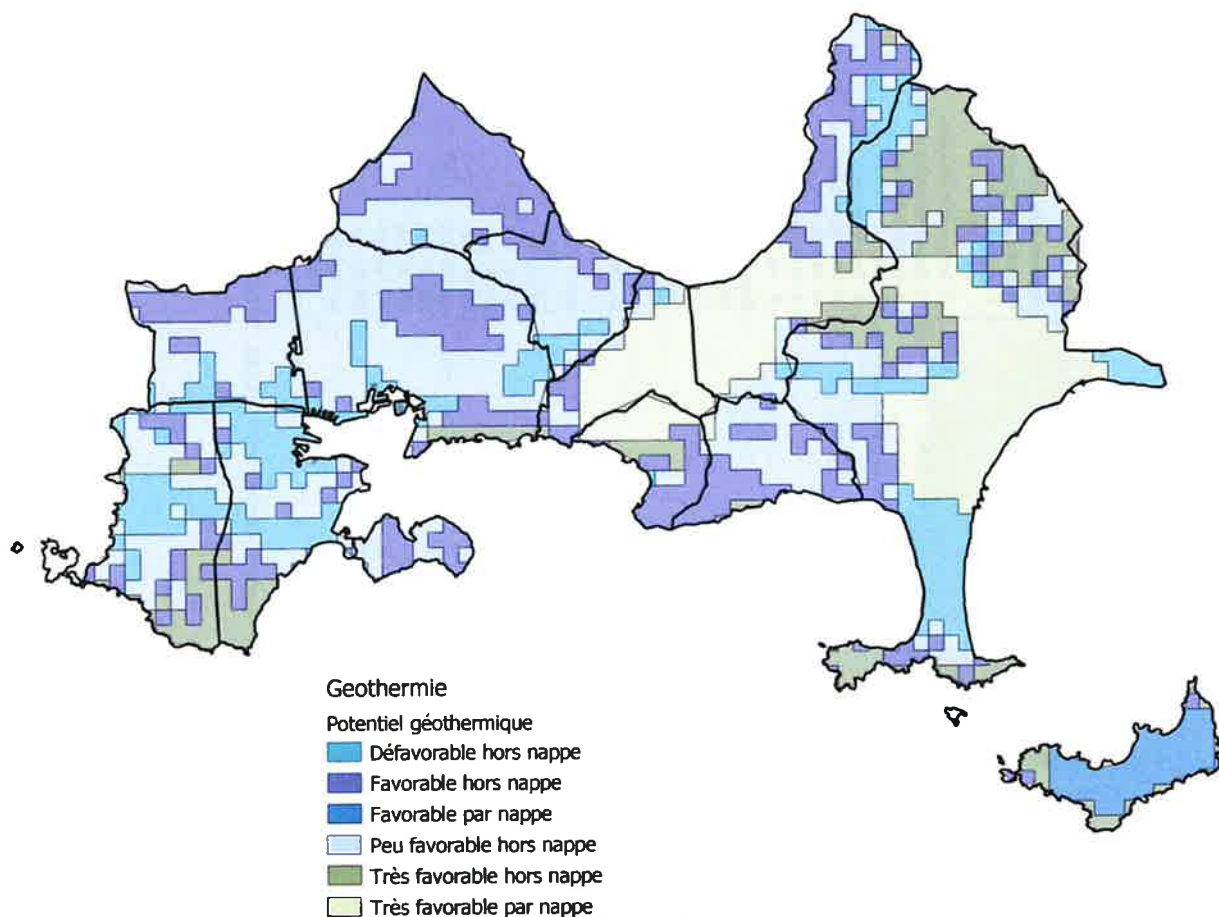 Geothermie
Potentiel géothermique
Défavorable hors nappe
Favorable hors nappe
Favorable par nappe
Peu favorable hors nappe
Très favorable hors nappe
Très favorable par nappe